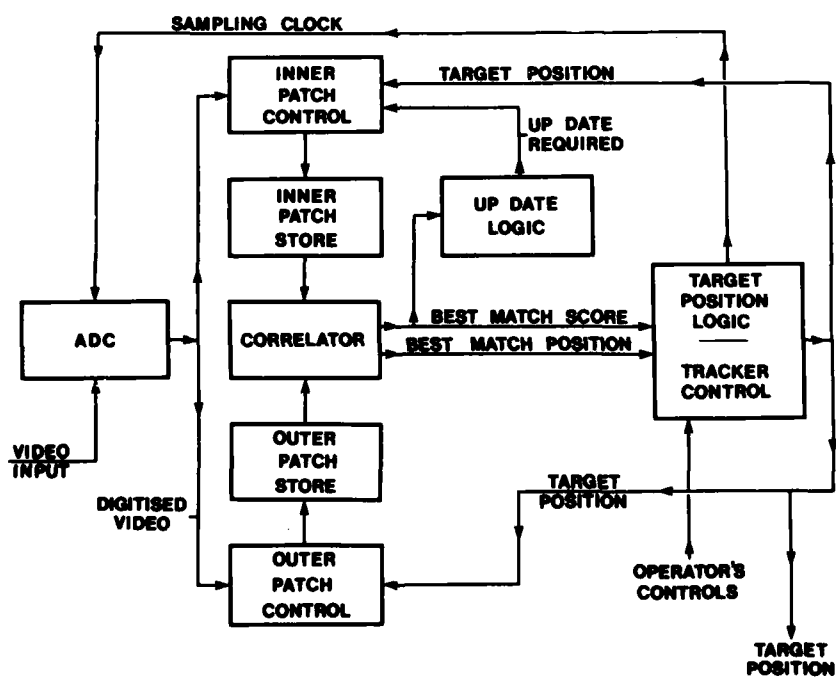 SAMPLING CLOCK
INNER
PATCH
CONTROL
TARGET POSITION
UP DATE
REQUIRED
INNER
PATCH
STORE
UP DATE
LOGIC
ADC
CORRELATOR
BEST MATCH SCORE
BEST MATCH POSITION
TARGET
POSITION
LOGIC
TRACKER
CONTROL
VIDEO
INPUT
OUTER
PATCH
STORE
DIGITISED
VIDEO
TARGET
POSITION
OUTER
PATCH
CONTROL
OPERATOR'S
CONTROLS
TARGET
POSITION